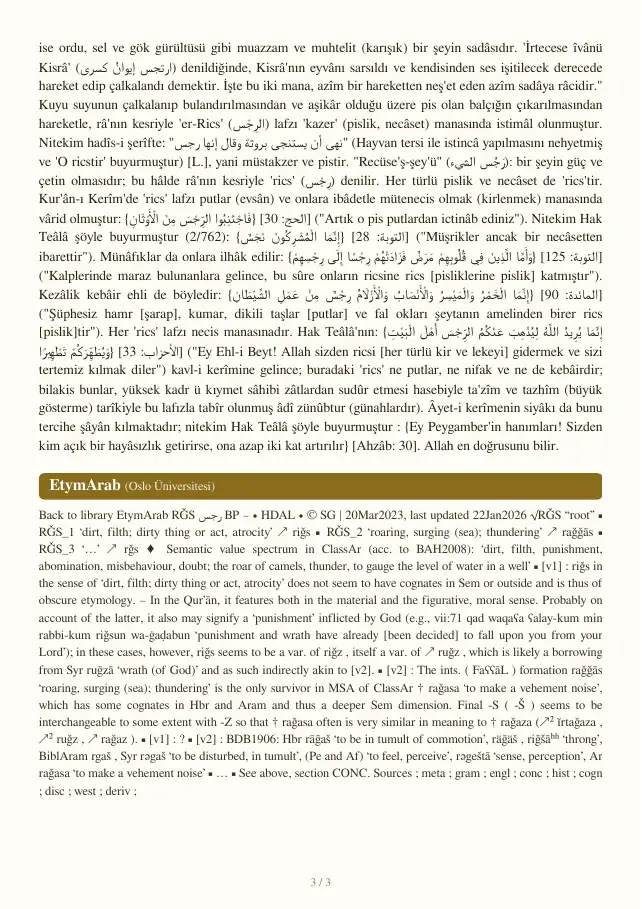 ise ordu, sel ve gök gürültüsü gibi muazzam ve muhtelit (karışık) bir şeyin sadâsıdır. 'İrtecese îvânü
Kisrâ' (ارتجس إيوانُ كسرى) denildiğinde, Kisrâ'nın eyvânı sarsıldı ve kendisinden ses işitilecek derecede
hareket edip çalkalandı demektir. İşte bu iki mana, azîm bir hareketten neş'et eden azîm sadâya râcidir."
Kuyu suyunun çalkalanıp bulandırılmasından ve aşikâr olduğu üzere pis olan balçığın çıkarılmasından
hareketle, râ'nın kesriyle 'er-Rics' (الرِجْس) lafzı 'kazer' (pislik, necâset) manasında istimâl olunmuştur.
Nitekim hadîs-i şerîfte: "نهى أن يستنجى بروثة وقال إنها رجس" (Hayvan tersi ile istincâ yapılmasını nehyetmiş
ve 'O ricstir' buyurmuştur) [L.], yani müstakzer ve pistir. "Recüse'ş-şey'ü" (رَجُس الشيء): bir şeyin güç ve
çetin olmasıdır; bu hâlde râ'nın kesriyle 'rics' (رِجْس) denilir. Her türlü pislik ve necâset de 'rics'tir.
Kur'ân-ı Kerîm'de 'rics' lafzı putlar (evsân) ve onlara ibâdetle mütenecis olmak (kirlenmek) manasında
vârid olmuştur: {فَاجْتَنِبُوا الرِّجْسَ مِنَ الْأَوْثَانِ} [الحج: 30] ("Artık o pis putlardan ictinâb ediniz"). Nitekim Hak
Teâlâ şöyle buyurmuştur (2/762): {إِنَّمَا الْمُشْرِكُونَ نَجَسٌ} [التوبة: 28] ("Müşrikler ancak bir necâsetten
ibarettir"). Münâfıklar da onlara ilhâk edilir: {وَأَمَّا الَّذِينَ فِى قُلُوبِهِمْ مَرَضٌ فَزَادَتْهُمْ رِجْسًا إِلَى رِجْسِهِمْ} [التوبة: 125]
("Kalplerinde maraz bulunanlara gelince, bu sûre onların ricsine rics [pisliklerine pislik] katmıştır").
Kezâlik kebâir ehli de böyledir: {إِنَّمَا الْخَمْرُ وَالْمَيْسِرُ وَالْأَنْصَابُ وَالْأَزْلَامُ رِجْسٌ مِنْ عَمَلِ الشَّيْطَانِ} [المائدة: 90]
("Şüphesiz hamr [şarap], kumar, dikili taşlar [putlar] ve fal okları şeytanın amelinden birer rics
[pislik]tir"). Her 'rics' lafzı necis manasınadır. Hak Teâlâ'nın: {إِنَّمَا يُرِيدُ اللَّهُ لِيُذْهِبَ عَنْكُمُ الرِّجْسَ أَهْلَ الْبَيْتِ
وَيُطَهِّرَكُمْ تَطْهِيرًا} [الأحزاب: 33] ("Ey Ehl-i Beyt! Allah sizden ricsi [her türlü kir ve lekeyi] gidermek ve sizi
tertemiz kılmak diler") kavl-i kerîmine gelince; buradaki 'rics' ne putlar, ne nifak ve ne de kebâirdir;
bilakis bunlar, yüksek kadr ü kıymet sâhibi zâtlardan sudûr etmesi hasebiyle ta'zîm ve tazhîm (büyük
gösterme) tarîkiyle bu lafızla tabîr olunmuş âdî zünûbtur (günahlardır). Âyet-i kerîmenin siyâkı da bunu
tercihe şâyân kılmaktadır; nitekim Hak Teâlâ şöyle buyurmuştur : {Ey Peygamber'in hanımları! Sizden
kim açık bir hayâsızlık getirirse, ona azap iki kat artırılır} [Ahzâb: 30]. Allah en doğrusunu bilir.
EtymArab (Oslo Üniversitesi)
Back to library EtymArab RǦS رجس BP – • HDAL • © SG | 20Mar2023, last updated 22Jan2026 √RǦS “root” ▪
RǦS_1 ‘dirt, filth; dirty thing or act, atrocity’ ↗ riǧs ▪ RǦS_2 ‘roaring, surging (sea); thundering’ ↗ raǧǧās ▪
RǦS_3 ‘…’ ↗ rǧs ♦ Semantic value spectrum in ClassAr (acc. to BAH2008): ‘dirt, filth, punishment,
abomination, misbehaviour, doubt; the roar of camels, thunder, to gauge the level of water in a well’ ▪ [v1] : riǧs in
the sense of ‘dirt, filth; dirty thing or act, atrocity’ does not seem to have cognates in Sem or outside and is thus of
obscure etymology. – In the Qurʾān, it features both in the material and the figurative, moral sense. Probably on
account of the latter, it also may signify a ‘punishment’ inflicted by God (e.g., vii:71 qad waqaʕa ʕalay-kum min
rabbi-kum riǧsun wa-ġaḍabun ‘punishment and wrath have already [been decided] to fall upon you from your
Lord’); in these cases, however, riǧs seems to be a var. of riǧz , itself a var. of ↗ ruǧz , which is likely a borrowing
from Syr rugzā ‘wrath (of God)’ and as such indirectly akin to [v2]. ▪ [v2] : The ints. ( FaʕʕāL ) formation raǧǧās
‘roaring, surging (sea); thundering’ is the only survivor in MSA of ClassAr † raǧasa ‘to make a vehement noise’,
which has some cognates in Hbr and Aram and thus a deeper Sem dimension. Final -S ( -Š ) seems to be
interchangeable to some extent with -Z so that † raǧasa often is very similar in meaning to † raǧaza (↗² ĭrtaǧaza ,
↗² ruǧz , ↗ raǧaz ). ▪ [v1] : ? ▪ [v2] : BDB1906: Hbr rāḡaš ‘to be in tumult of commotion’, räḡäš , riḡšāʰʰ ‘throng’,
BiblAram rgaš , Syr rəgaš ‘to be disturbed, in tumult’, (Pe and Af) ‘to feel, perceive’, rəgeštā ‘sense, perception’, Ar
raǧasa ‘to make a vehement noise’ ▪ … ▪ See above, section CONC. Sources ; meta ; gram ; engl ; conc ; hist ; cogn
; disc ; west ; deriv ;
3 / 3